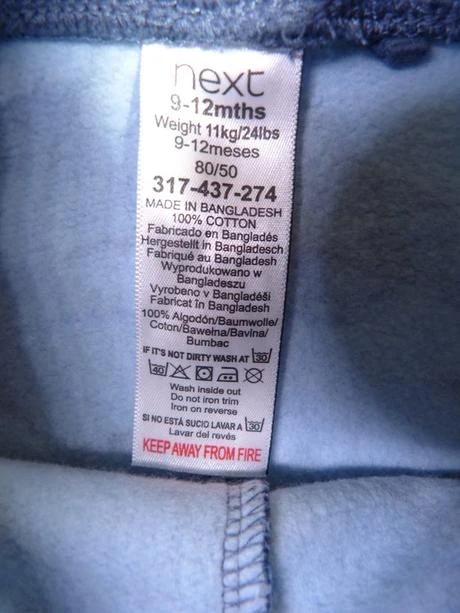 next
9-12mths
Weight 11kg/24lbs
9-12meses
80/50
317-437-274
MADE IN BANGLADESH
100% COTTON
Fabricado en Bangladés
Hergestellt in Bangladesch
Fabriqué au Bangladesh
Wyprodukowano w
Bangladeszu
Vyrobeno v Bangladéši
Fabricat în Bangladesh
100% Algodón/Baumwolle/
Coton/Bawełna/Bavlna/
Bumbac
IF IT'S NOT DIRTY WASH AT 30
40
Wash inside out
Do not iron trim
Iron on reverse
SI NO ESTÁ SUCIO LAVAR A 30
Lavar del revés
KEEP AWAY FROM FIRE